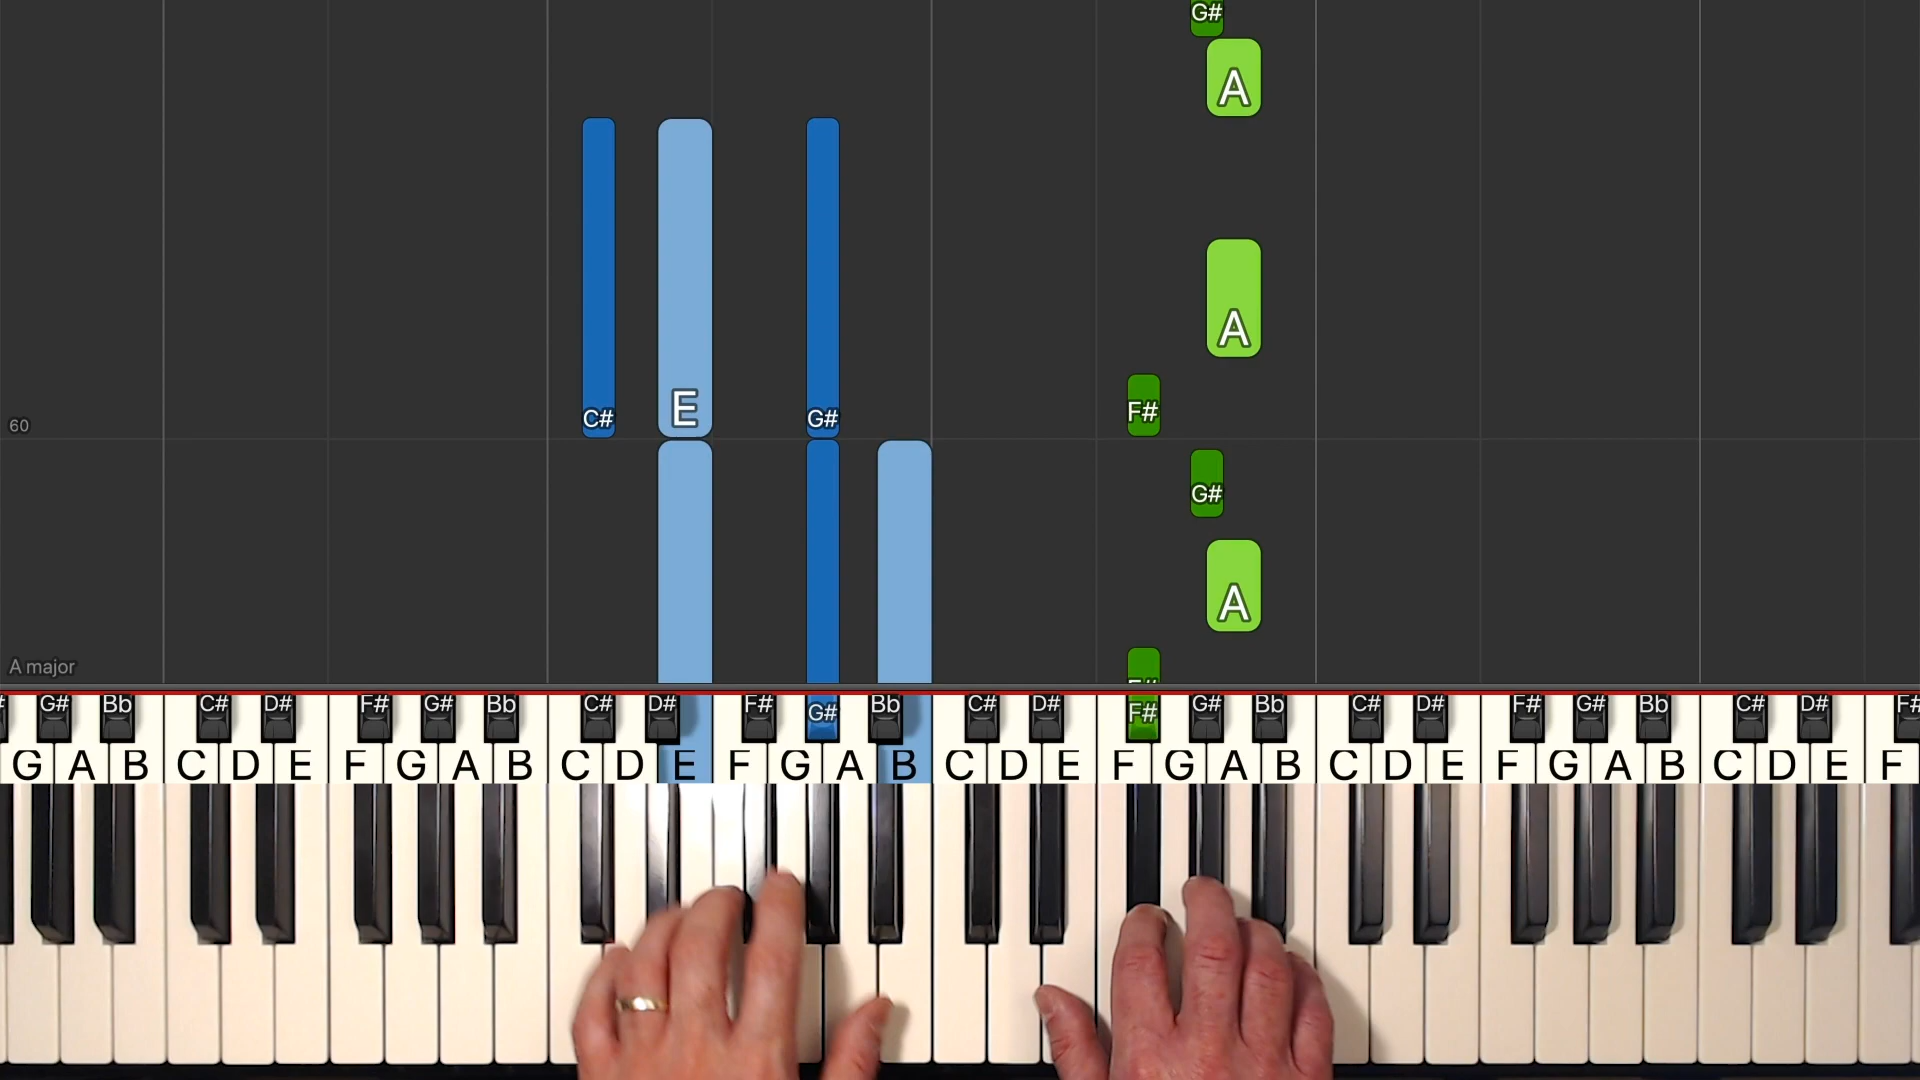 G#
A
A
C# E G# F#
60
G#
A
A major
F#
G# Bb C# D# F# G# Bb C# D# F# G# Bb C# D# F# G# Bb C# D# F# G# Bb C# D# F#
G A B C D E F G A B C D E F G A B C D E F G A B C D E F G A B C D E F